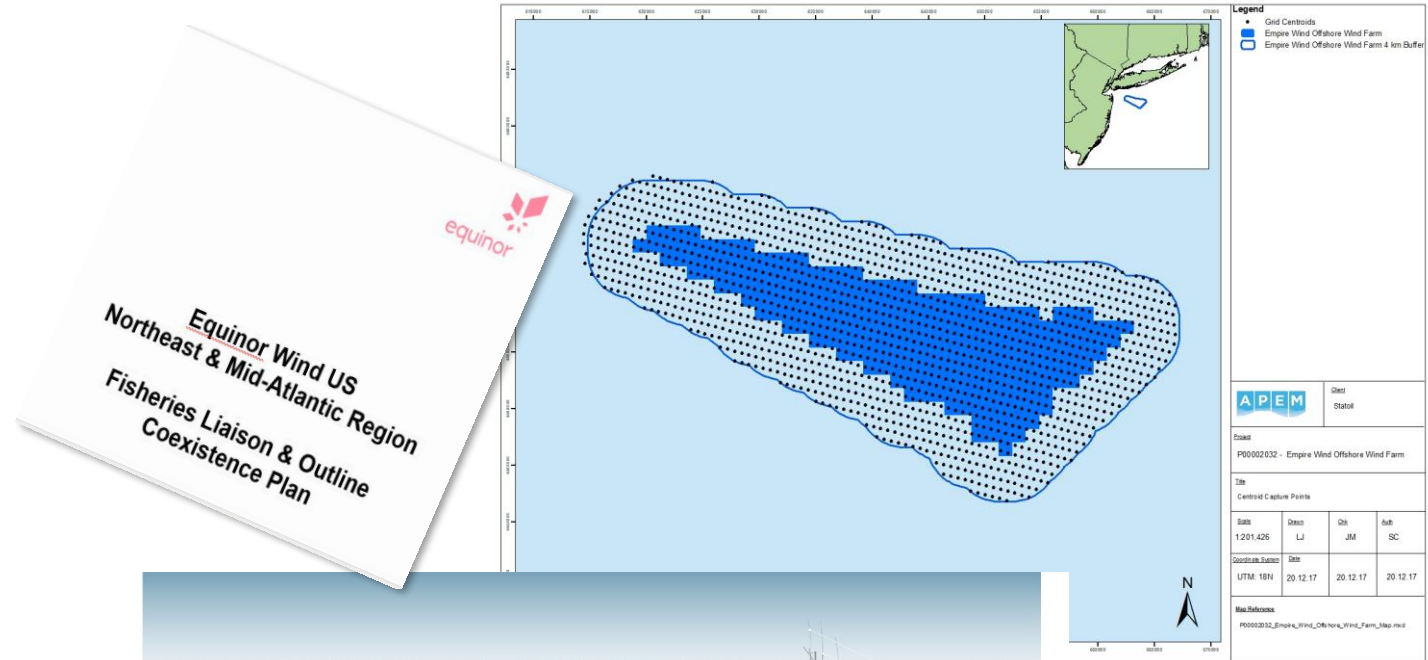 equinor
Equinor Wind US
Northeast & Mid-Atlantic Region
Fisheries Liaison & Outline
Coexistence Plan
Legend
Grid Centroids
Empire Wind Offshore Wind Farm
Empire Wind Offshore Wind Farm 4 km Buffer
N
APEM
Client
Statoil
Project
P00002032 - Empire Wind Offshore Wind Farm
Title
Centroid Capture Points
Scale
1:201,426
Drawn
LJ
Chk
JM
Auth
SC
Coordinate System
UTM: 18N
Date
20.12.17
20.12.17
20.12.17
Map Reference
P00002032_Empire_Wind_Offshore_Wind_Farm_Map.mxd